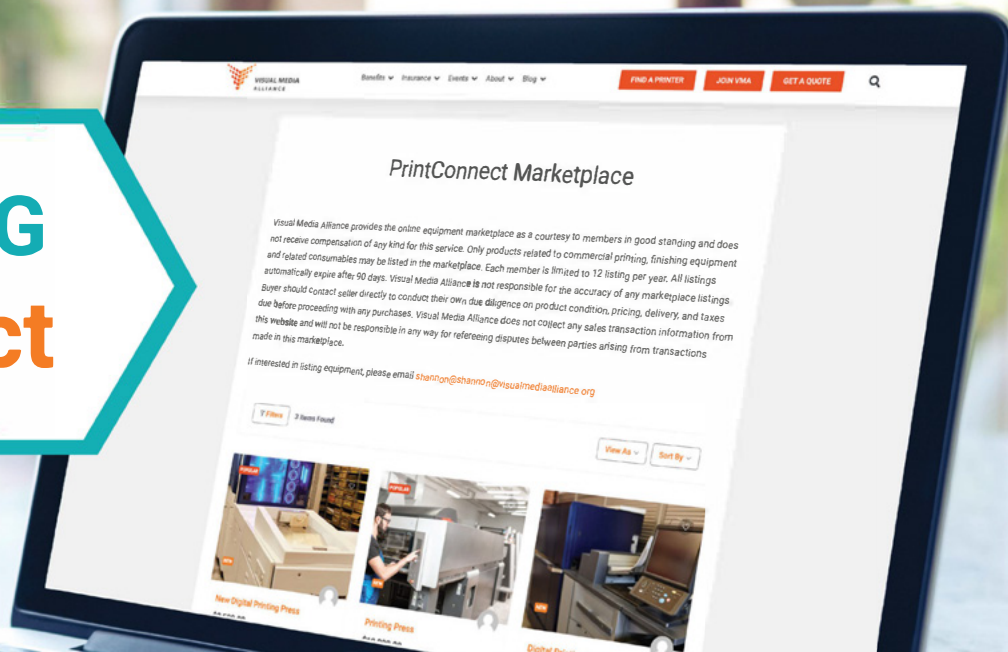 G
ct
VISUAL MEDIA
ALLIANCE
Benefits Insurance Events About Blog
FIND A PRINTER
JOIN VMA
GET A QUOTE
PrintConnect Marketplace
Visual Media Alliance provides the online equipment marketplace as a courtesy to members in good standing and does
not receive compensation of any kind for this service. Only products related to commercial printing, finishing equipment
and related consumables may be listed in the marketplace. Each member is limited to 12 listing per year. All listings
automatically expire after 90 days. Visual Media Alliance is not responsible for the accuracy of any marketplace listings.
Buyer should contact seller directly to conduct their own due diligence on product condition, pricing, delivery, and taxes
due before proceeding with any purchases. Visual Media Alliance does not collect any sales transaction information from
this website and will not be responsible in any way for refereeing disputes between parties arising from transactions
made in this marketplace.
If interested in listing equipment, please email shannon@shannon@visualmediaalliance.org
Filters 3 Items Found
View As Sort By
POPULAR
POPULAR
NEW
NEW
NEW
New Digital Printing Press
Printing Press
Digital